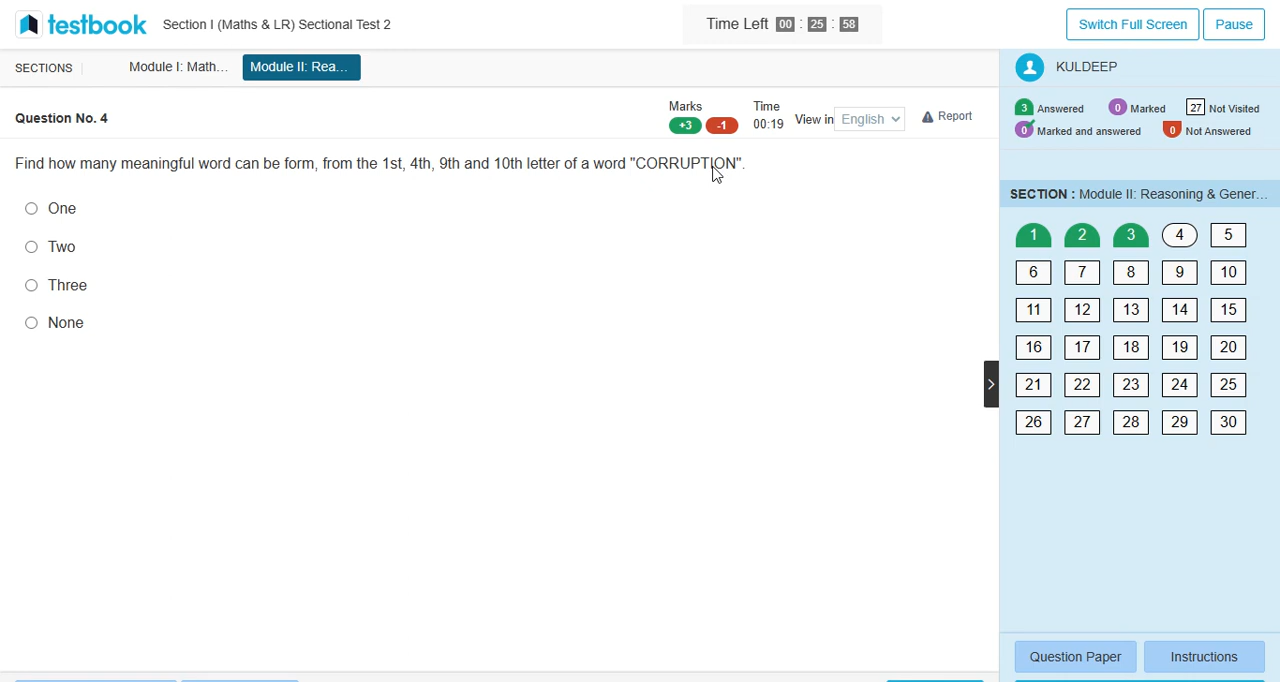 testbook Section I (Maths & LR) Sectional Test 2 Time Left 00 : 25 : 58 Switch Full Screen Pause
SECTIONS Module I: Math... Module II: Rea... KULDEEP
Question No. 4 Marks +3 -1 Time 00:19 View in English Report
3 Answered 0 Marked 27 Not Visited
0 Marked and answered 0 Not Answered
Find how many meaningful word can be form, from the 1st, 4th, 9th and 10th letter of a word "CORRUPTION".
One
Two
Three
None
SECTION : Module II: Reasoning & Gener...
1 2 3 4 5
6 7 8 9 10
11 12 13 14 15
16 17 18 19 20
21 22 23 24 25
26 27 28 29 30
Question Paper Instructions